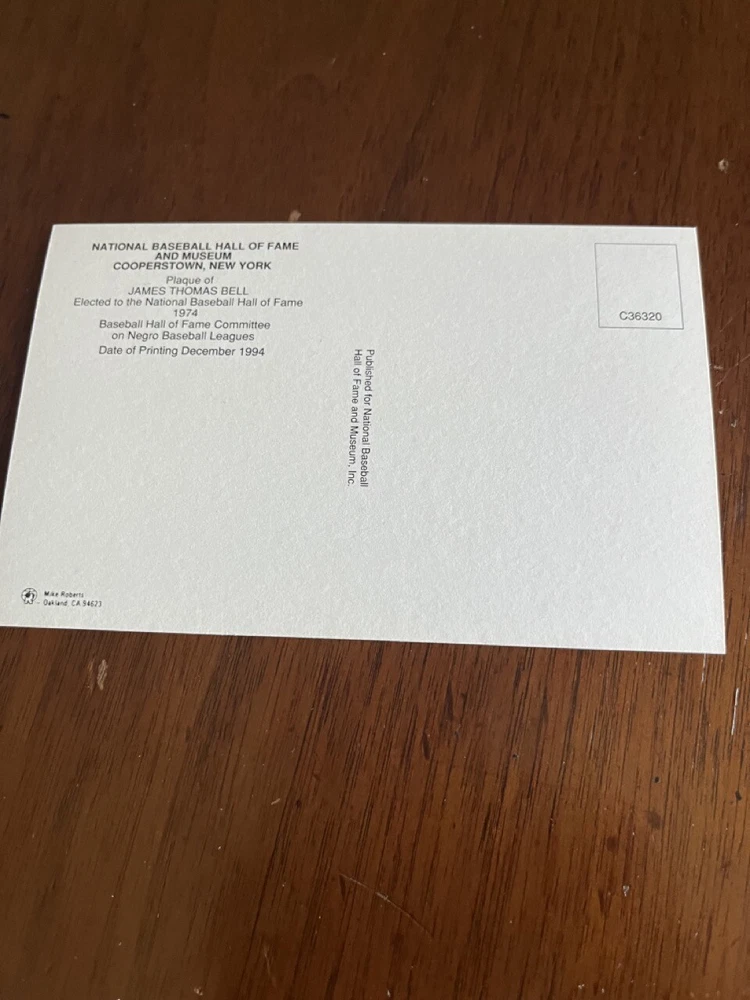 NATIONAL BASEBALL HALL OF FAME
AND MUSEUM
COOPERSTOWN, NEW YORK
Plaque of
JAMES THOMAS BELL
Elected to the National Baseball Hall of Fame
1974
Baseball Hall of Fame Committee
on Negro Baseball Leagues
Date of Printing December 1994
Published for National Baseball
Hall of Fame and Museum, Inc.
C36320
Mike Roberts
Oakland, CA 94623